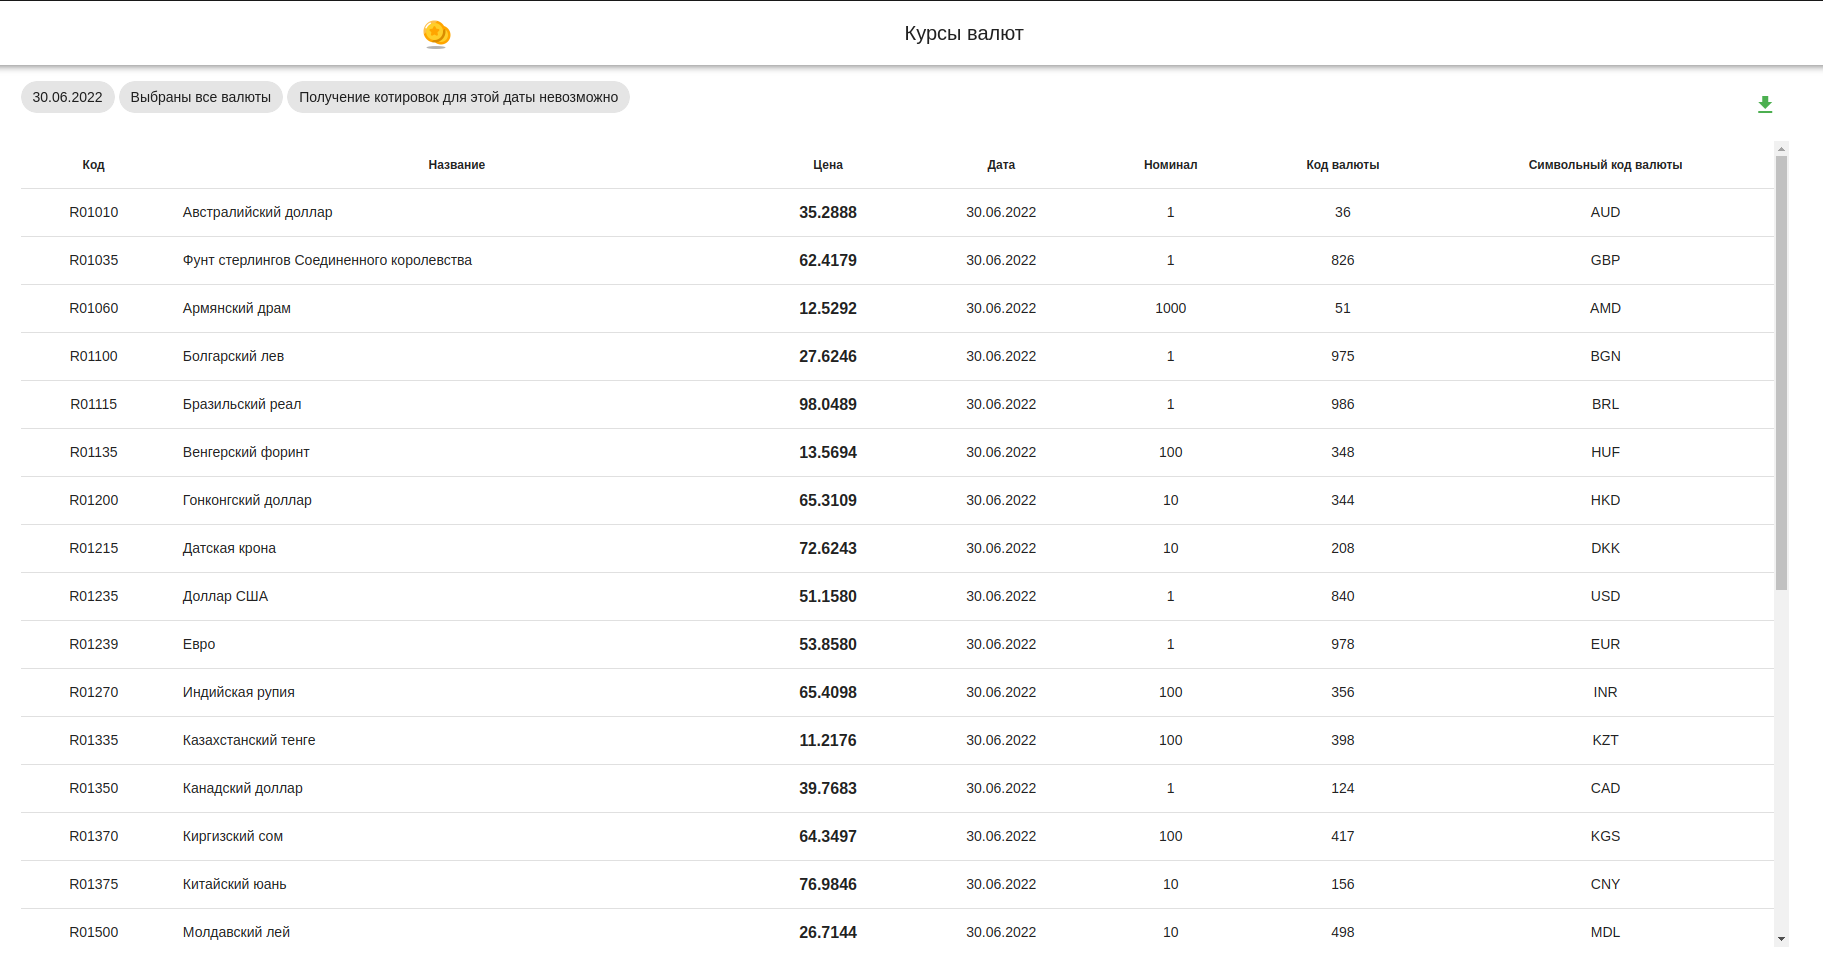 Курсы валют
30.06.2022 Выбраны все валюты Получение котировок для этой даты невозможно
Код Название Цена Дата Номинал Код валюты Символьный код валюты
R01010 Австралийский доллар 35.2888 30.06.2022 1 36 AUD
R01035 Фунт стерлингов Соединенного королевства 62.4179 30.06.2022 1 826 GBP
R01060 Армянский драм 12.5292 30.06.2022 1000 51 AMD
R01100 Болгарский лев 27.6246 30.06.2022 1 975 BGN
R01115 Бразильский реал 98.0489 30.06.2022 1 986 BRL
R01135 Венгерский форинт 13.5694 30.06.2022 100 348 HUF
R01200 Гонконгский доллар 65.3109 30.06.2022 10 344 HKD
R01215 Датская крона 72.6243 30.06.2022 10 208 DKK
R01235 Доллар США 51.1580 30.06.2022 1 840 USD
R01239 Евро 53.8580 30.06.2022 1 978 EUR
R01270 Индийская рупия 65.4098 30.06.2022 100 356 INR
R01335 Казахстанский тенге 11.2176 30.06.2022 100 398 KZT
R01350 Канадский доллар 39.7683 30.06.2022 1 124 CAD
R01370 Киргизский сом 64.3497 30.06.2022 100 417 KGS
R01375 Китайский юань 76.9846 30.06.2022 10 156 CNY
R01500 Молдавский лей 26.7144 30.06.2022 10 498 MDL